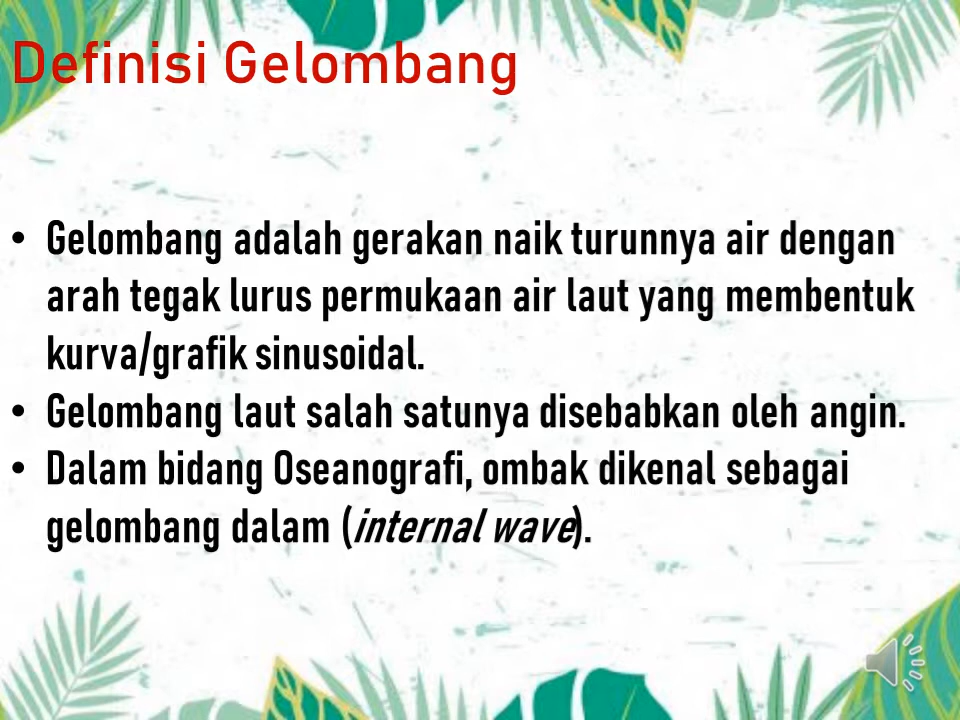 Definisi Gelombang
• Gelombang adalah gerakan naik turunnya air dengan
arah tegak lurus permukaan air laut yang membentuk
kurva/grafik sinusoidal.
• Gelombang laut salah satunya disebabkan oleh angin.
• Dalam bidang Oseanografi, ombak dikenal sebagai
gelombang dalam (internal wave).